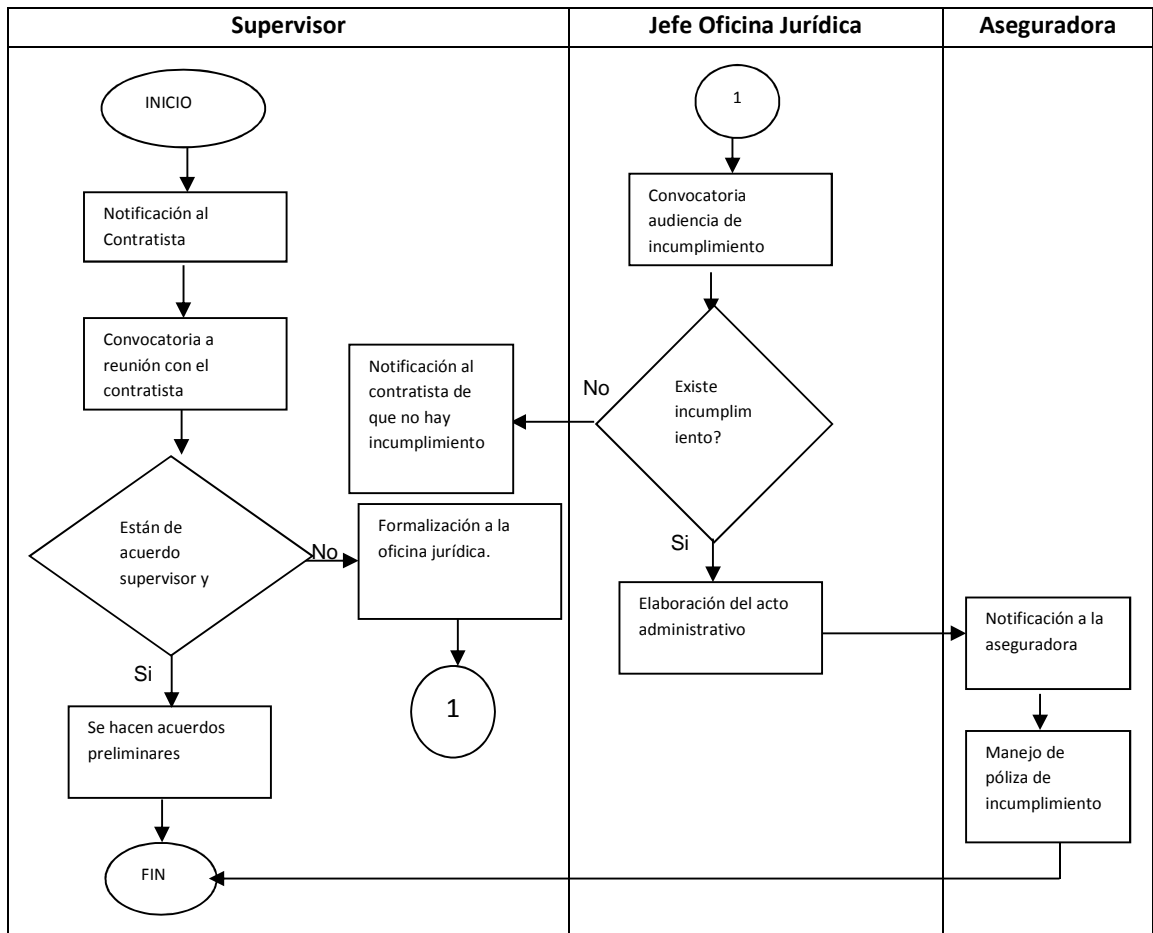 Supervisor
Jefe Oficina Jurídica
Aseguradora
INICIO
Notificación al
Contratista
Convocatoria a
reunión con el
contratista
Están de
acuerdo
supervisor y
No
Formalización a la
oficina jurídica.
1
Si
Se hacen acuerdos
preliminares
FIN
1
Convocatoria
audiencia de
incumplimiento
Existe
incumplim
iento?
No
Notificación al
contratista de
que no hay
incumplimiento
Si
Elaboración del acto
administrativo
Notificación a la
aseguradora
Manejo de
póliza de
incumplimiento